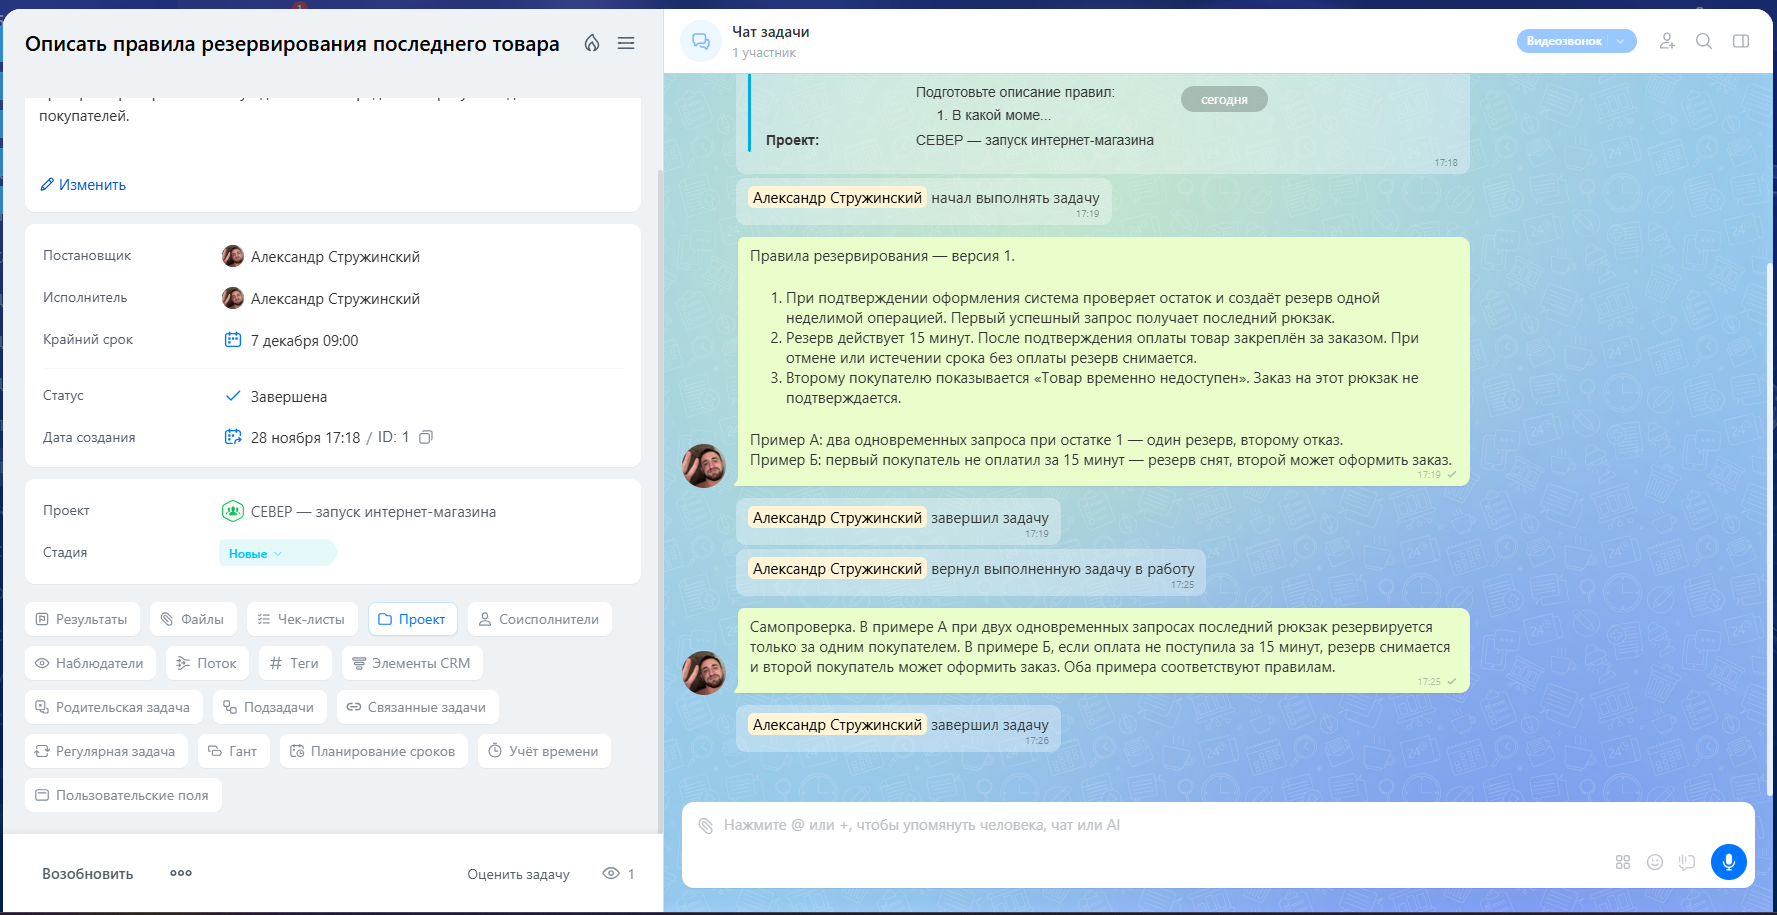 Описать правила резервирования последнего товара
покупателей.
Изменить
Постановщик
Александр Стружинский
Исполнитель
Александр Стружинский
Крайний срок
7 декабря 09:00
Статус
Завершена
Дата создания
28 ноября 17:18 / ID: 1
Проект
СЕВЕР — запуск интернет-магазина
Стадия
Новые
Результаты
Файлы
Чек-листы
Проект
Соисполнители
Наблюдатели
Поток
Теги
Элементы CRM
Родительская задача
Подзадачи
Связанные задачи
Регулярная задача
Гант
Планирование сроков
Учёт времени
Пользовательские поля
Возобновить
Оценить задачу
1
Чат задачи
1 участник
Видеозвонок
Подготовьте описание правил:
сегодня
1. В какой моме...
Проект: СЕВЕР — запуск интернет-магазина
17:18
Александр Стружинский начал выполнять задачу
17:19
Правила резервирования — версия 1.
1. При подтверждении оформления система проверяет остаток и создаёт резерв одной
неделимой операцией. Первый успешный запрос получает последний рюкзак.
2. Резерв действует 15 минут. После подтверждения оплаты товар закреплён за заказом. При
отмене или истечении срока без оплаты резерв снимается.
3. Второму покупателю показывается «Товар временно недоступен». Заказ на этот рюкзак не
подтверждается.
Пример А: два одновременных запроса при остатке 1 — один резерв, второму отказ.
Пример Б: первый покупатель не оплатил за 15 минут — резерв снят, второй может оформить заказ.
17:19
Александр Стружинский завершил задачу
17:19
Александр Стружинский вернул выполненную задачу в работу
17:25
Самопроверка. В примере А при двух одновременных запросах последний рюкзак резервируется
только за одним покупателем. В примере Б, если оплата не поступила за 15 минут, резерв снимается
и второй покупатель может оформить заказ. Оба примера соответствуют правилам.
17:25
Александр Стружинский завершил задачу
17:26
Нажмите @ или +, чтобы упомянуть человека, чат или AI